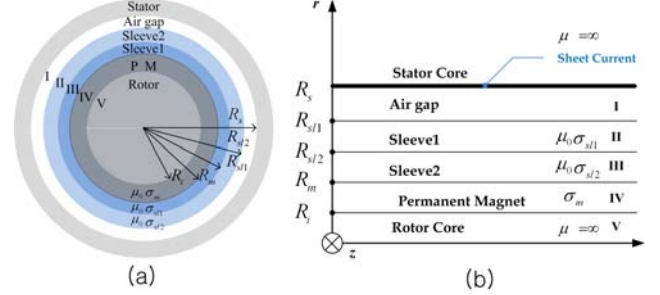 Stator
Air gap
Sleeve2
Sleeve1
P M
Rotor
I
II
III
IV
V
R_s
R_sl2
R_sl1
R_m
R_i
μ_0 σ_m
μ_0 σ_sl1
μ_0 σ_sl2
(a)
r
μ = ∞
Sheet Current
Stator Core
R_s
Air gap I
R_sl1
Sleeve1 μ_0 σ_sl1 II
R_sl2
Sleeve2 μ_0 σ_sl2 III
R_m
Permanent Magnet σ_m IV
R_i
Rotor Core μ = ∞ V
z
(b)